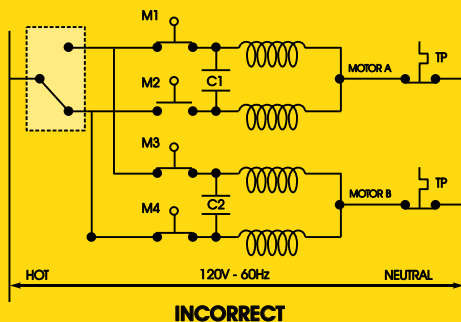 M1
M2
C1
MOTOR A
TP
M3
M4
C2
MOTOR B
TP
HOT
120V - 60Hz
NEUTRAL
INCORRECT